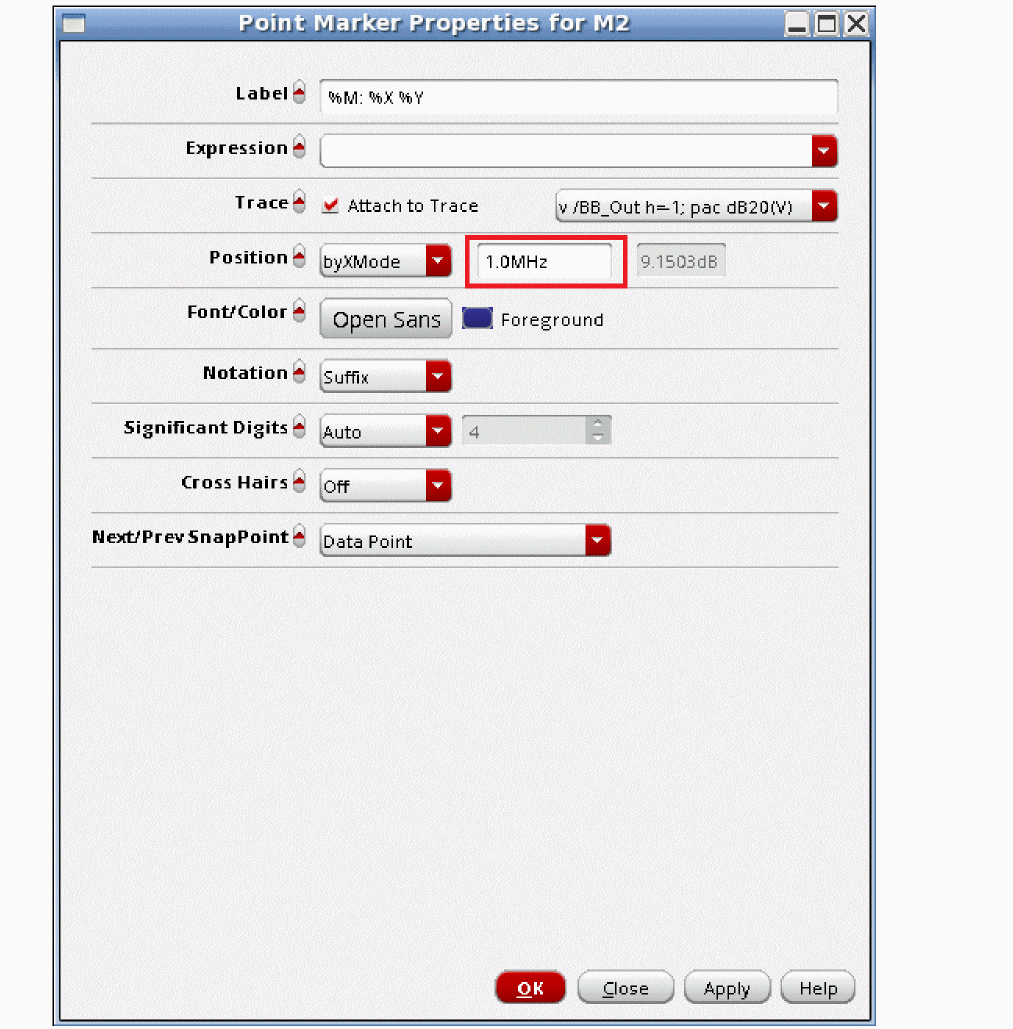 Point Marker Properties for M2
Label %M: %X %Y
Expression
Trace Attach to Trace v /BB_Out h=-1; pac dB20(V)
Position byXMode 1.0MHz 9.1503dB
Font/Color Open Sans Foreground
Notation Suffix
Significant Digits Auto 4
Cross Hairs Off
Next/Prev SnapPoint Data Point
OK Close Apply Help